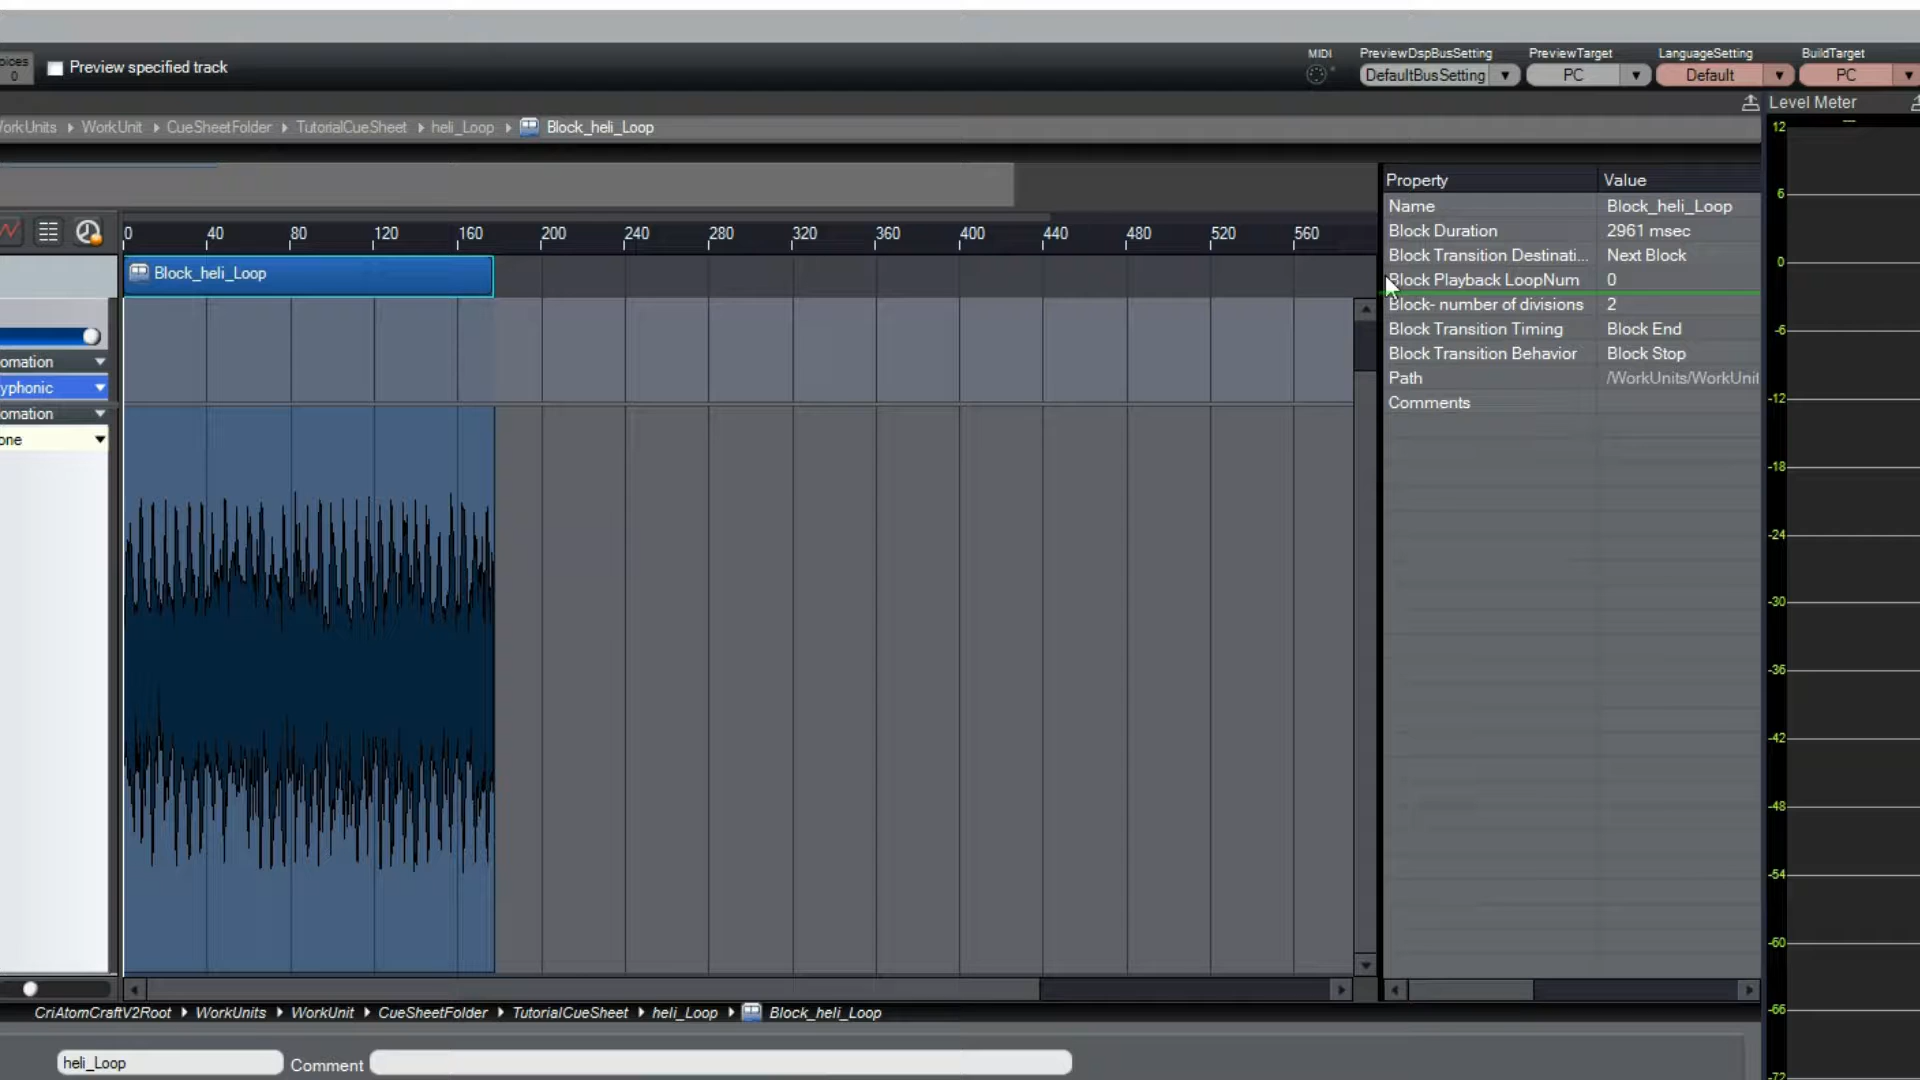 0
Preview specified track
MIDI
PreviewDspBusSetting
DefaultBusSetting
PreviewTarget
PC
LanguageSetting
Default
BuildTarget
PC
WorkUnit CueSheetFolder TutorialCueSheet heli_Loop Block_heli_Loop
Level Meter
0 40 80 120 160 200 240 280 320 360 400 440 480 520 560
Block_heli_Loop
omation
yphonic
omation
one
Property Value
Name Block_heli_Loop
Block Duration 2961 msec
Block Transition Destinati... Next Block
Block Playback LoopNum 0
Block- number of divisions 2
Block Transition Timing Block End
Block Transition Behavior Block Stop
Path /WorkUnits/WorkUnit
Comments
12
6
0
-6
-12
-18
-24
-30
-36
-42
-48
-54
-60
-66
-72
CriAtomCraftV2Root WorkUnits WorkUnit CueSheetFolder TutorialCueSheet heli_Loop Block_heli_Loop
heli_Loop Comment